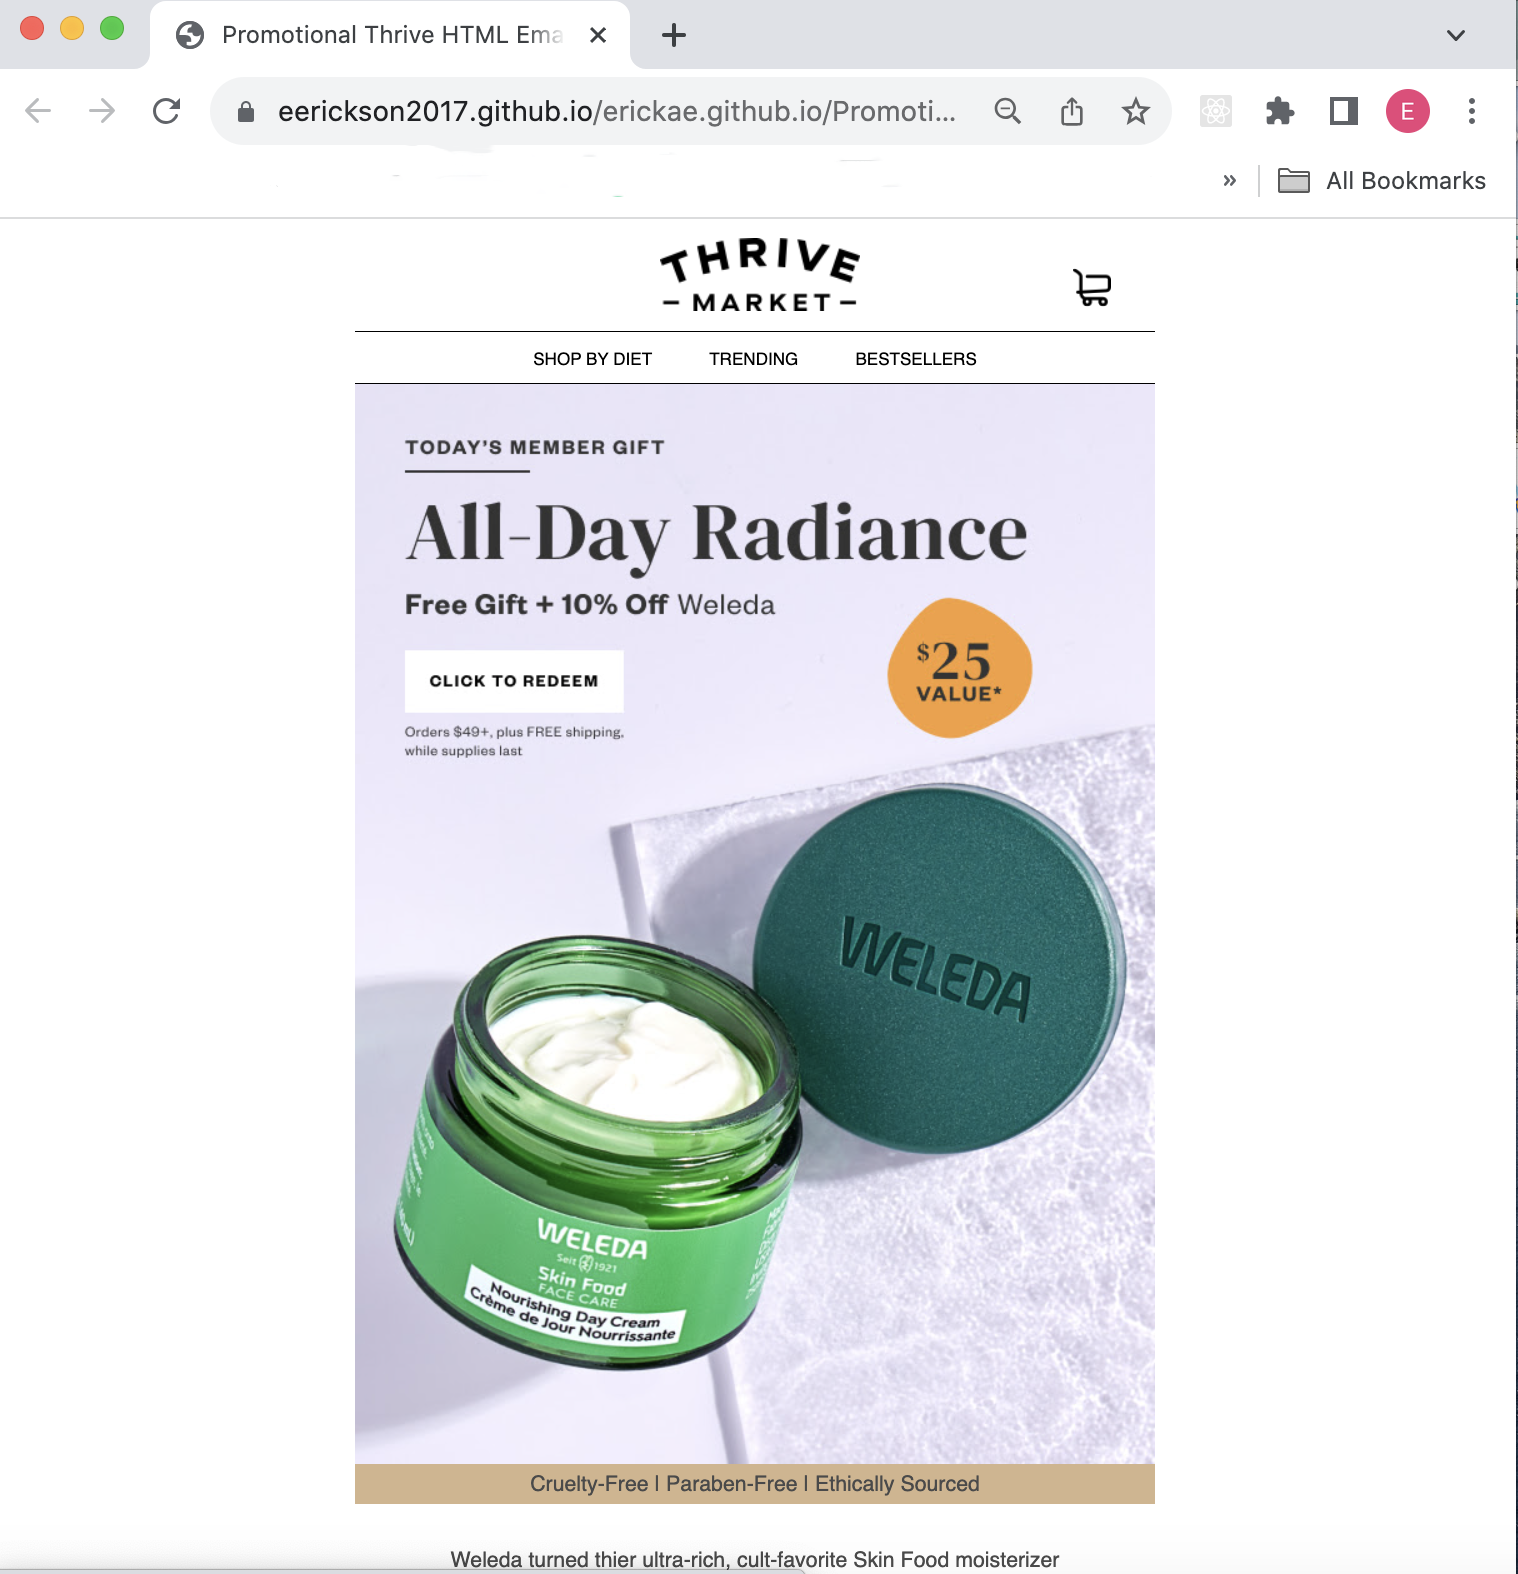 Promotional Thrive HTML Ema
eerickson2017.github.io/erickae.github.io/Promoti...
E
» All Bookmarks
THRIVE
– MARKET –
SHOP BY DIET TRENDING BESTSELLERS
TODAY'S MEMBER GIFT
All-Day Radiance
Free Gift + 10% Off Weleda
$25
VALUE*
CLICK TO REDEEM
Orders $49+, plus FREE shipping,
while supplies last
WELEDA
WELEDA
Seit 1921
Skin Food
FACE CARE
Nourishing Day Cream
Crème de Jour Nourrissante
Cruelty-Free | Paraben-Free | Ethically Sourced
Weleda turned thier ultra-rich, cult-favorite Skin Food moisterizer